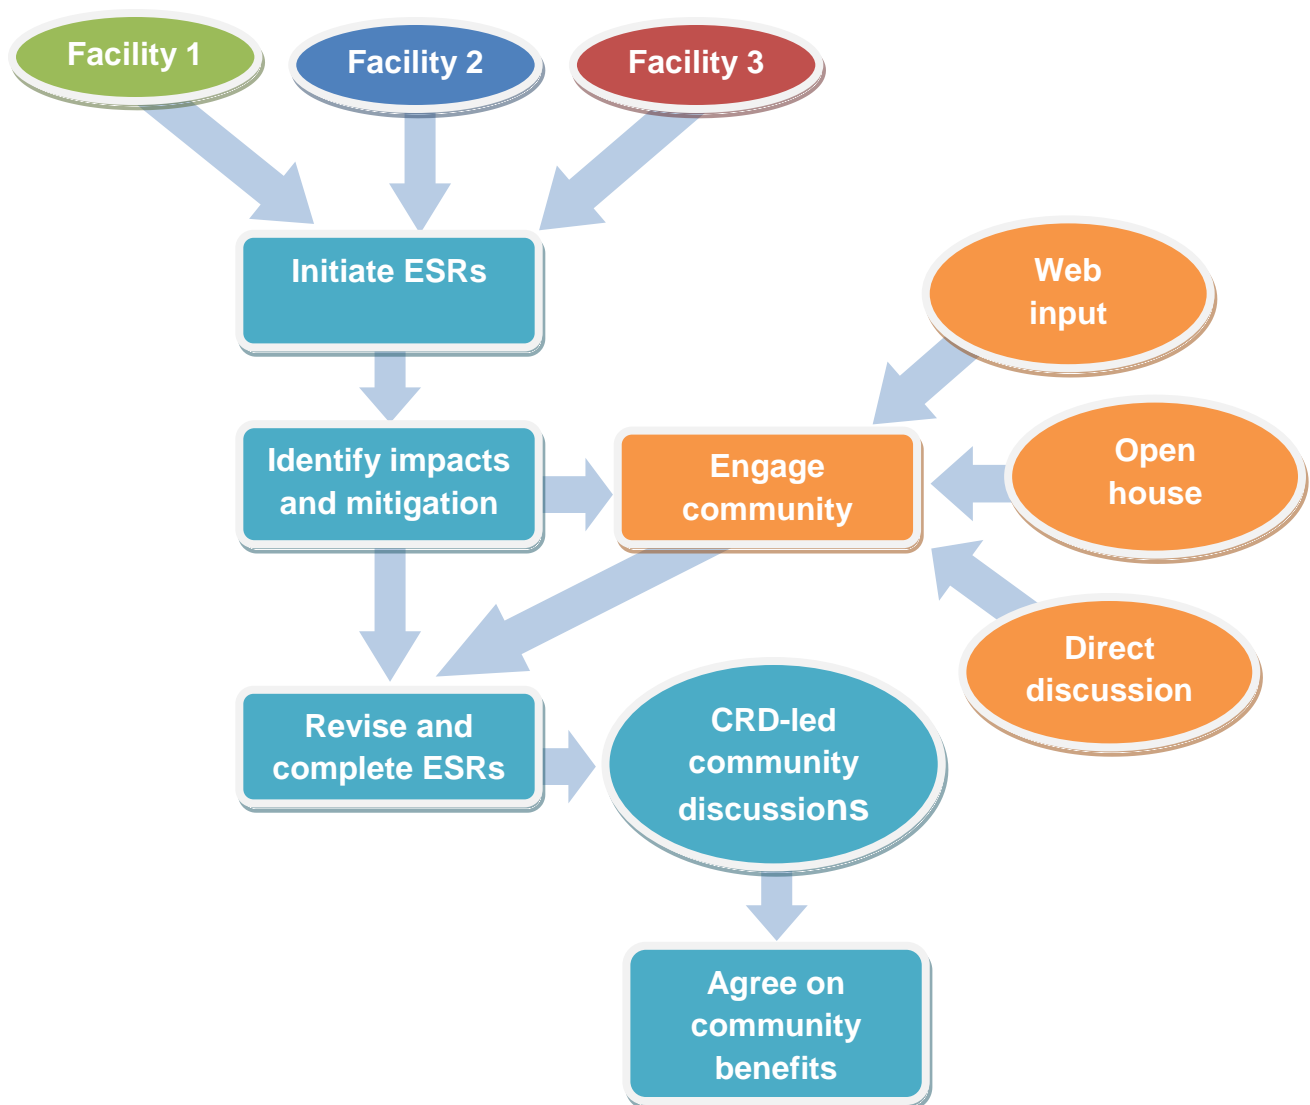 Facility 1
Facility 2
Facility 3
Initiate ESRs
Web
input
Identify impacts
and mitigation
Engage
community
Open
house
Direct
discussion
Revise and
complete ESRs
CRD-led
community
discussions
Agree on
community
benefits